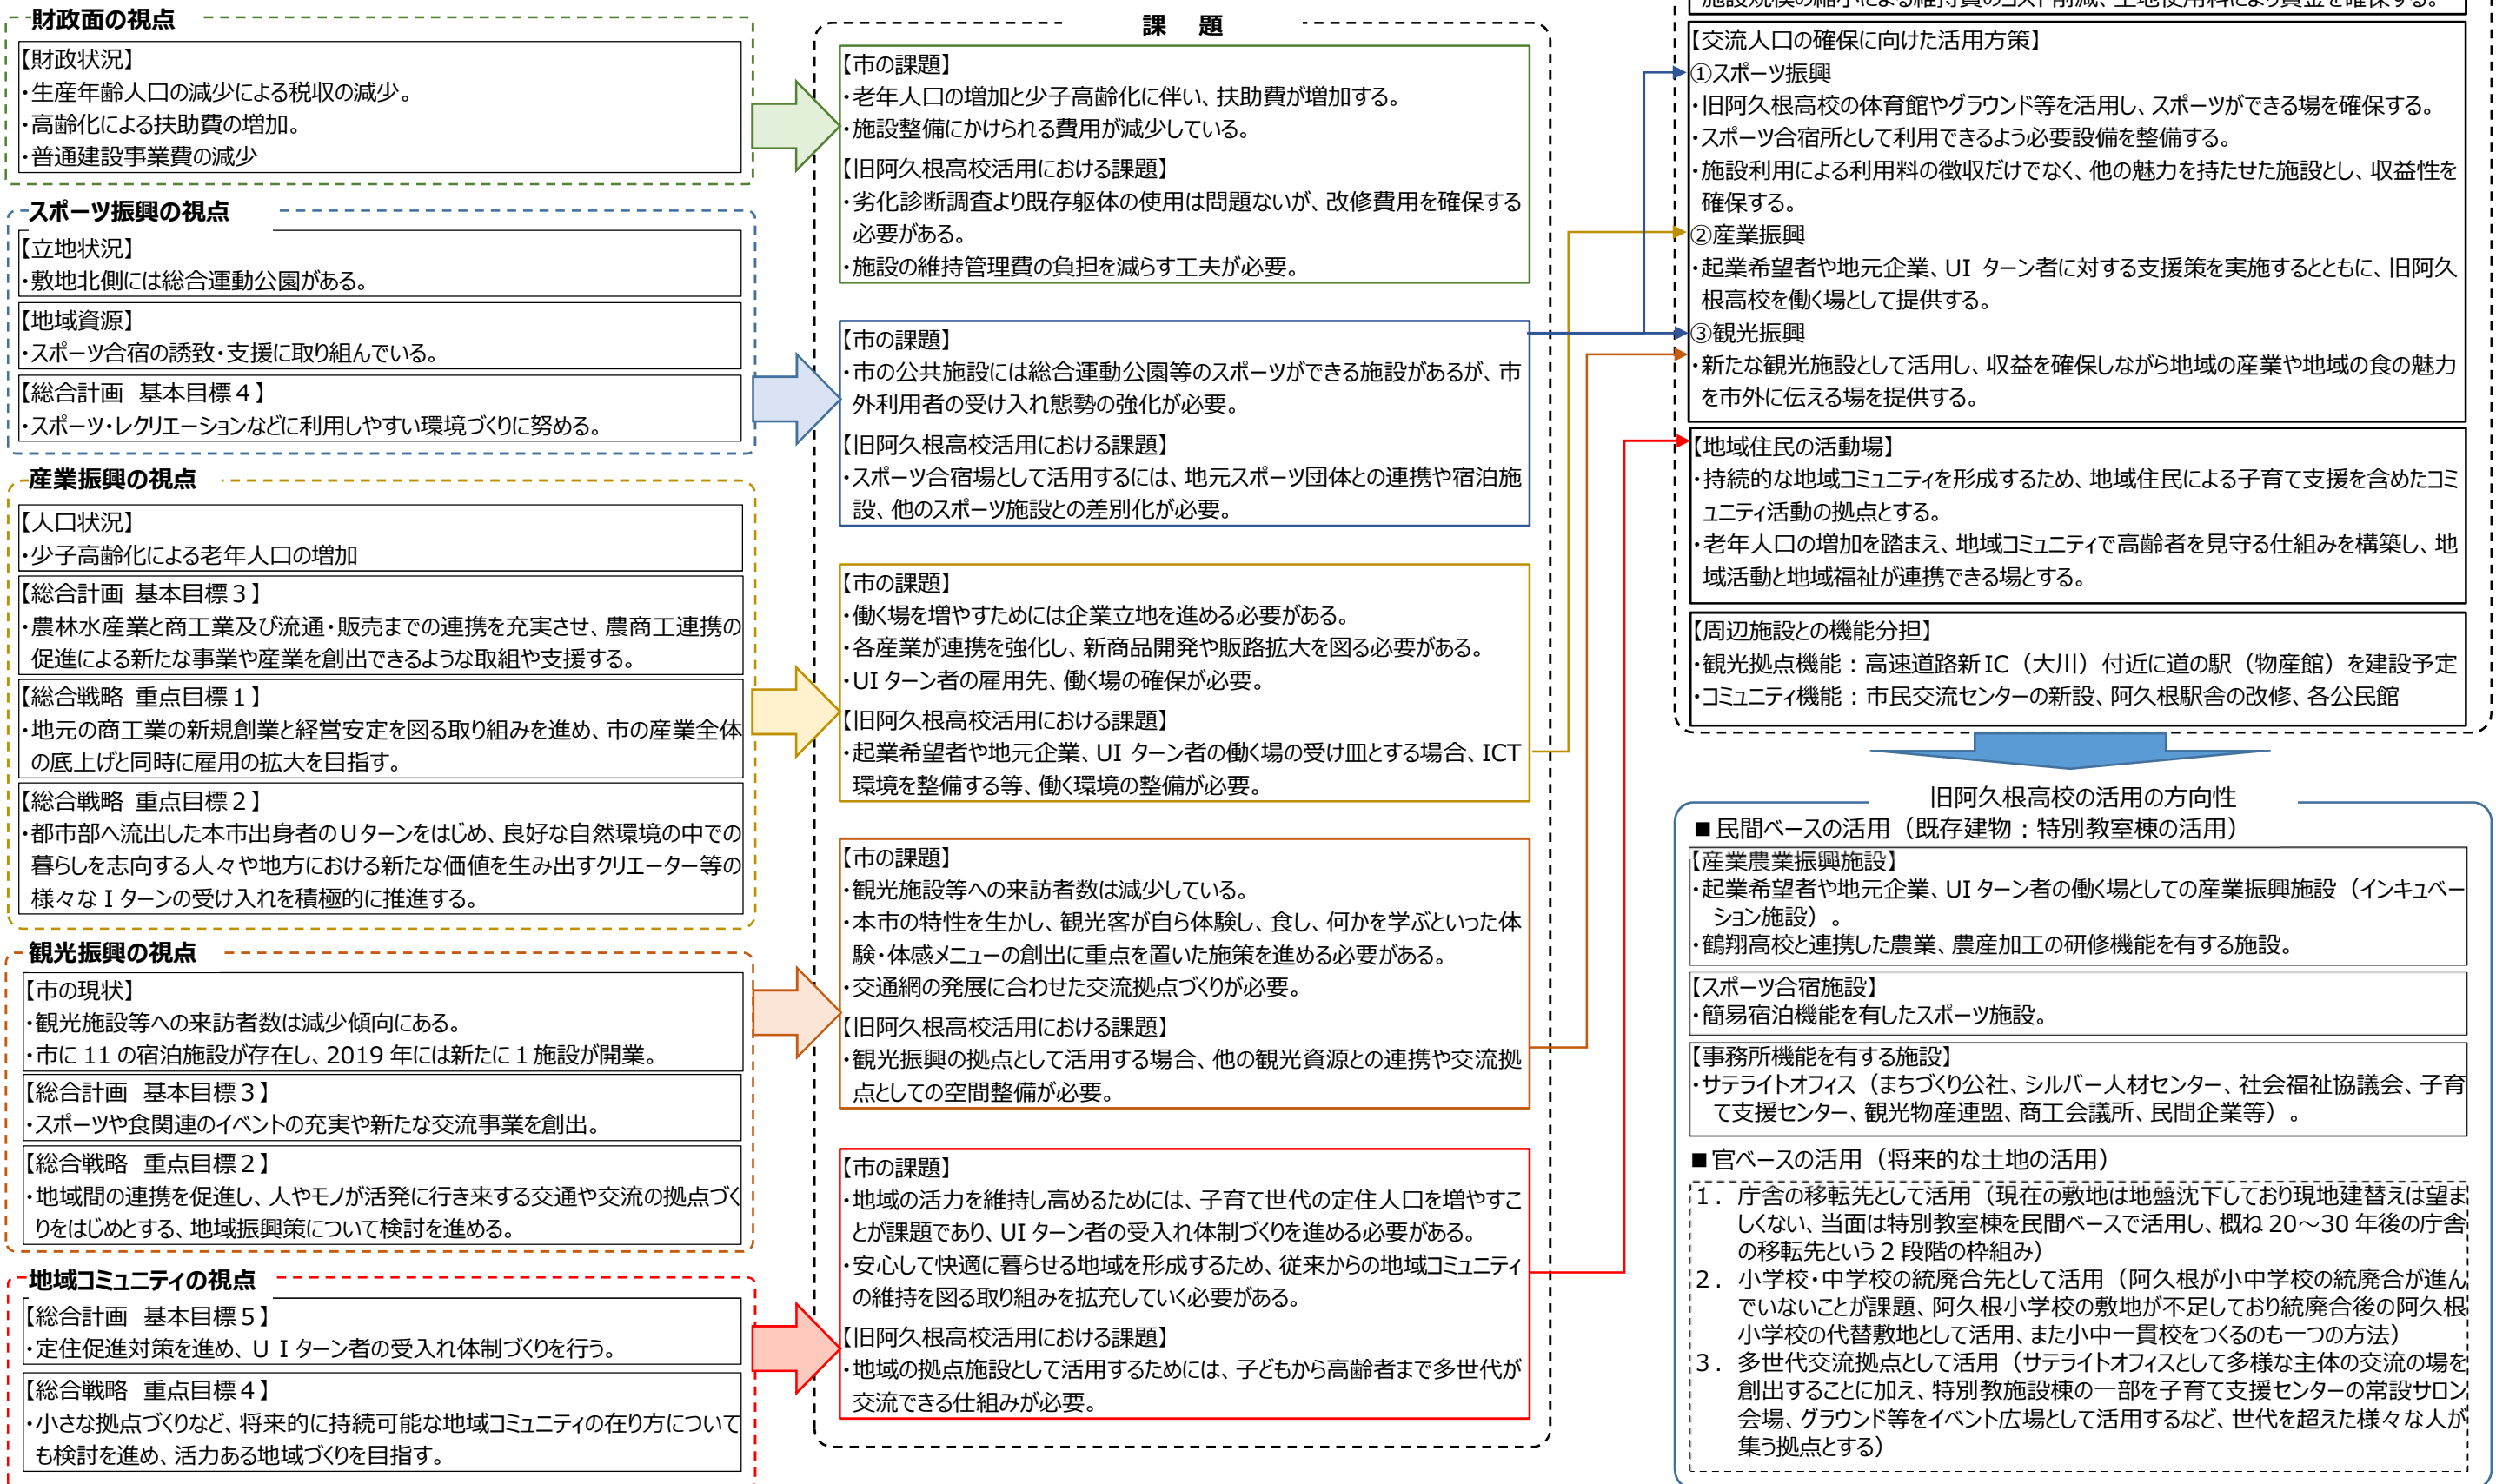 財政面の視点
【財政状況】
・生産年齢人口の減少による税収の減少。
・高齢化による扶助費の増加。
・普通建設事業費の減少
スポーツ振興の視点
【立地状況】
・敷地北側には総合運動公園がある。
【地域資源】
・スポーツ合宿の誘致・支援に取り組んでいる。
【総合計画 基本目標４】
・スポーツ・レクリエーションなどに利用しやすい環境づくりに努める。
産業振興の視点
【人口状況】
・少子高齢化による老年人口の増加
【総合計画 基本目標３】
・農林水産業と商工業及び流通・販売までの連携を充実させ、農商工連携の
促進による新たな事業や産業を創出できるような取組や支援する。
【総合戦略 重点目標１】
・地元の商工業の新規創業と経営安定を図る取り組みを進め、市の産業全体
の底上げと同時に雇用の拡大を目指す。
【総合戦略 重点目標２】
・都市部へ流出した本市出身者のＵターンをはじめ、良好な自然環境の中での
暮らしを志向する人々や地方における新たな価値を生み出すクリエーター等の
様々なＩターンの受け入れを積極的に推進する。
観光振興の視点
【市の現状】
・観光施設等への来訪者数は減少傾向にある。
・市に 11 の宿泊施設が存在し、2019 年には新たに１施設が開業。
【総合計画 基本目標３】
・スポーツや食関連のイベントの充実や新たな交流事業を創出。
【総合戦略 重点目標２】
・地域間の連携を促進し、人やモノが活発に行き来する交通や交流の拠点づく
りをはじめとする、地域振興策について検討を進める。
地域コミュニティの視点
【総合計画 基本目標５】
・定住促進対策を進め、ＵＩターン者の受入れ体制づくりを行う。
【総合戦略 重点目標４】
・小さな拠点づくりなど、将来的に持続可能な地域コミュニティの在り方について
も検討を進め、活力ある地域づくりを目指す。
課 題
【市の課題】
・老年人口の増加と少子高齢化に伴い、扶助費が増加する。
・施設整備にかけられる費用が減少している。
【旧阿久根高校活用における課題】
・劣化診断調査より既存躯体の使用は問題ないが、改修費用を確保する
必要がある。
・施設の維持管理費の負担を減らす工夫が必要。
【市の課題】
・市の公共施設には総合運動公園等のスポーツができる施設があるが、市
外利用者の受け入れ態勢の強化が必要。
【旧阿久根高校活用における課題】
・スポーツ合宿場として活用するには、地元スポーツ団体との連携や宿泊施
設、他のスポーツ施設との差別化が必要。
【市の課題】
・働く場を増やすためには企業立地を進める必要がある。
・各産業が連携を強化し、新商品開発や販路拡大を図る必要がある。
・UI ターン者の雇用先、働く場の確保が必要。
【旧阿久根高校活用における課題】
・起業希望者や地元企業、UI ターン者の働く場の受け皿とする場合、ICT
環境を整備する等、働く環境の整備が必要。
【市の課題】
・観光施設等への来訪者数は減少している。
・本市の特性を生かし、観光客が自ら体験し、食し、何かを学ぶといった体
験・体感メニューの創出に重点を置いた施策を進める必要がある。
・交通網の発展に合わせた交流拠点づくりが必要。
【旧阿久根高校活用における課題】
・観光振興の拠点として活用する場合、他の観光資源との連携や交流拠
点としての空間整備が必要。
【市の課題】
・地域の活力を維持し高めるためには、子育て世代の定住人口を増やすこ
とが課題であり、UI ターン者の受入れ体制づくりを進める必要がある。
・安心して快適に暮らせる地域を形成するため、従来からの地域コミュニティ
の維持を図る取り組みを拡充していく必要がある。
【旧阿久根高校活用における課題】
・地域の拠点施設として活用するためには、子どもから高齢者まで多世代が
交流できる仕組みが必要。
施設規模の縮小による維持費のコスト削減、土地使用料により資金を確保する。
【交流人口の確保に向けた活用方策】
①スポーツ振興
・旧阿久根高校の体育館やグラウンド等を活用し、スポーツができる場を確保する。
・スポーツ合宿所として利用できるよう必要設備を整備する。
・施設利用による利用料の徴収だけでなく、他の魅力を持たせた施設とし、収益性を
確保する。
②産業振興
・起業希望者や地元企業、UI ターン者に対する支援策を実施するとともに、旧阿久
根高校を働く場として提供する。
③観光振興
・新たな観光施設として活用し、収益を確保しながら地域の産業や地域の食の魅力
を市外に伝える場を提供する。
【地域住民の活動場】
・持続的な地域コミュニティを形成するため、地域住民による子育て支援を含めたコミ
ュニティ活動の拠点とする。
・老年人口の増加を踏まえ、地域コミュニティで高齢者を見守る仕組みを構築し、地
域活動と地域福祉が連携できる場とする。
【周辺施設との機能分担】
・観光拠点機能：高速道路新 IC（大川）付近に道の駅（物産館）を建設予定
・コミュニティ機能：市民交流センターの新設、阿久根駅舎の改修、各公民館
旧阿久根高校の活用の方向性
■民間ベースの活用（既存建物：特別教室棟の活用）
【産業農業振興施設】
・起業希望者や地元企業、UI ターン者の働く場としての産業振興施設（インキュベー
ション施設）。
・鶴翔高校と連携した農業、農産加工の研修機能を有する施設。
【スポーツ合宿施設】
・簡易宿泊機能を有したスポーツ施設。
【事務所機能を有する施設】
・サテライトオフィス（まちづくり公社、シルバー人材センター、社会福祉協議会、子育
て支援センター、観光物産連盟、商工会議所、民間企業等）。
■官ベースの活用（将来的な土地の活用）
１．庁舎の移転先として活用（現在の敷地は地盤沈下しており現地建替えは望ま
しくない、当面は特別教室棟を民間ベースで活用し、概ね 20～30 年後の庁舎
の移転先という２段階の枠組み）
２．小学校・中学校の統廃合先として活用（阿久根が小中学校の統廃合が進ん
でいないことが課題、阿久根小学校の敷地が不足しており統廃合後の阿久根
小学校の代替敷地として活用、また小中一貫校をつくるのも一つの方法）
３．多世代交流拠点として活用（サテライトオフィスとして多様な主体の交流の場を
創出することに加え、特別教施設棟の一部を子育て支援センターの常設サロン
会場、グラウンド等をイベント広場として活用するなど、世代を超えた様々な人が
集う拠点とする）